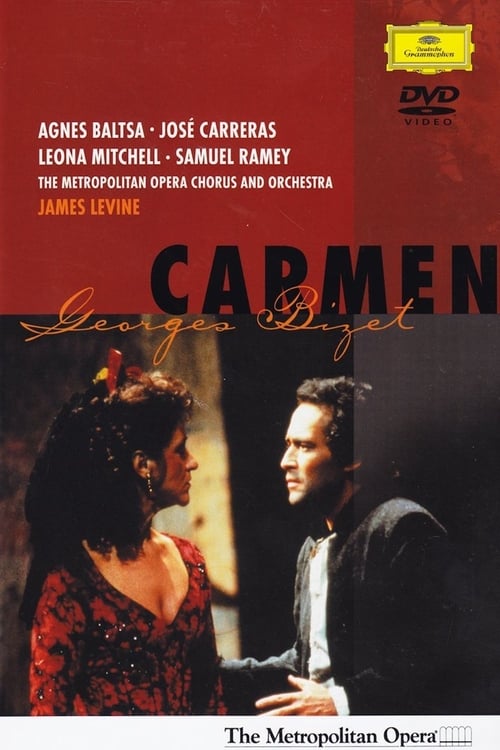 Deutsche
Grammophon
DVD
VIDEO
AGNES BALTSA · JOSÉ CARRERAS
LEONA MITCHELL · SAMUEL RAMEY
THE METROPOLITAN OPERA CHORUS AND ORCHESTRA
JAMES LEVINE
CARMEN
Georges Bizet
The Metropolitan Opera